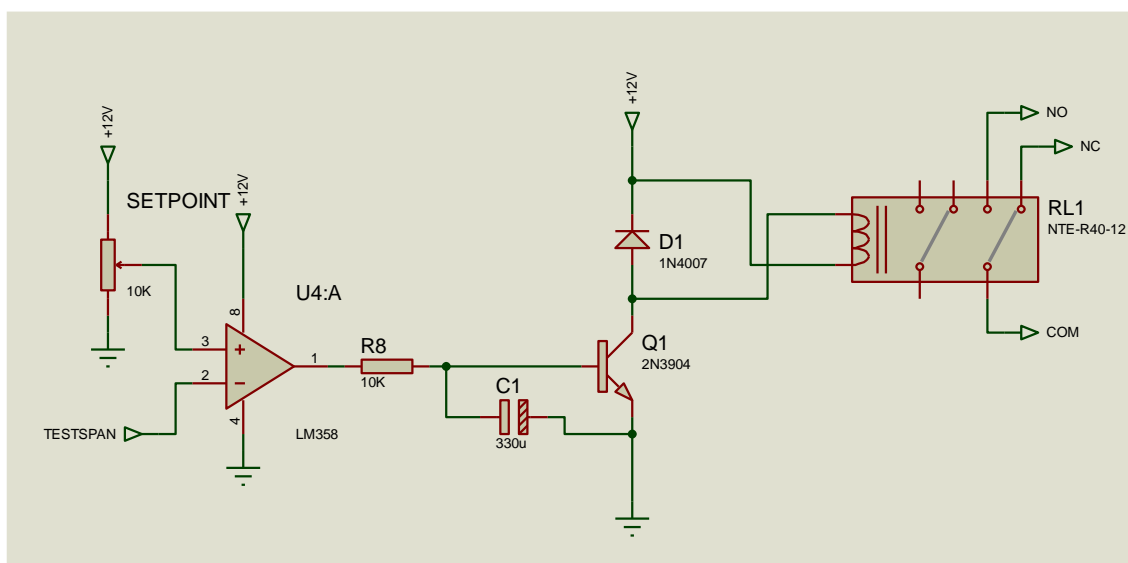 +12V
SETPOINT
10K
+12V
U4:A
8
3
2
1
4
LM358
TESTSPAN
R8
10K
C1
330u
+12V
D1
1N4007
Q1
2N3904
NO
NC
RL1
NTE-R40-12
COM